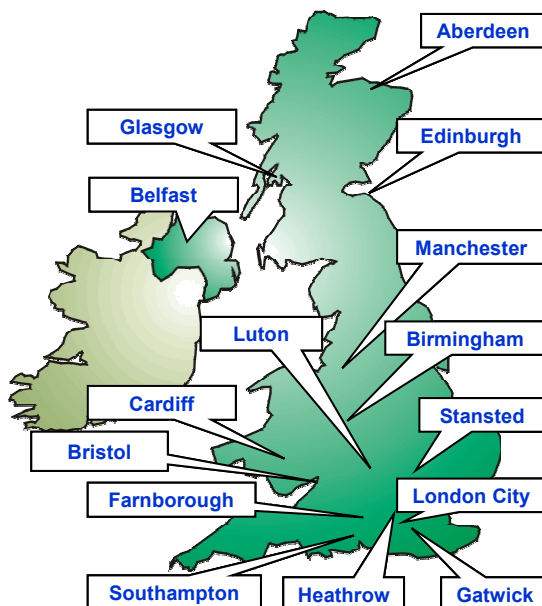 Aberdeen
Glasgow
Edinburgh
Belfast
Manchester
Luton
Birmingham
Cardiff
Stansted
Bristol
Farnborough
London City
Southampton
Heathrow
Gatwick